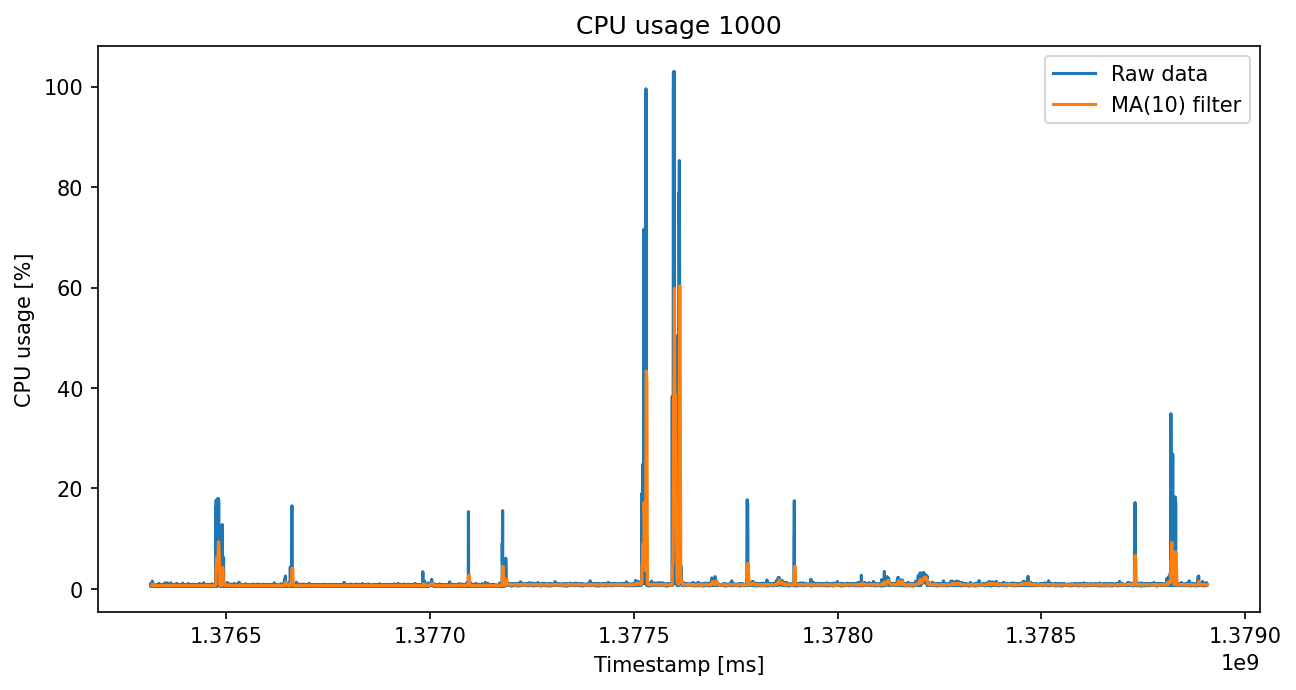 CPU usage 1000
Raw data
MA(10) filter
CPU usage [%]
100
80
60
40
20
0
1.3765
1.3770
1.3775
1.3780
1.3785
1.3790
1e9
Timestamp [ms]